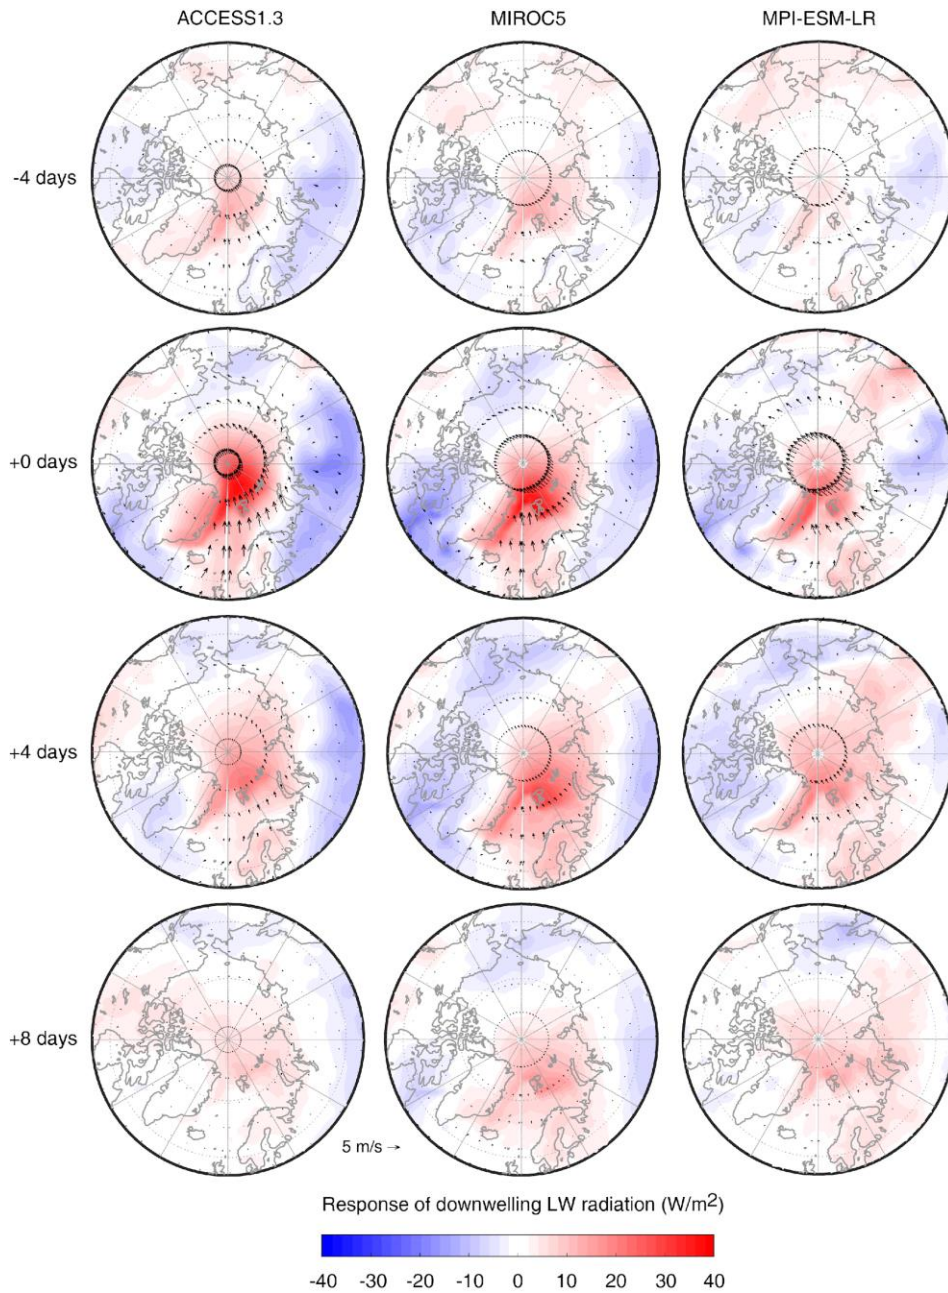 ACCESS1.3 MIROC5 MPI-ESM-LR
-4 days
+0 days
+4 days
+8 days
5 m/s →
Response of downwelling LW radiation (W/m²)
-40 -30 -20 -10 0 10 20 30 40